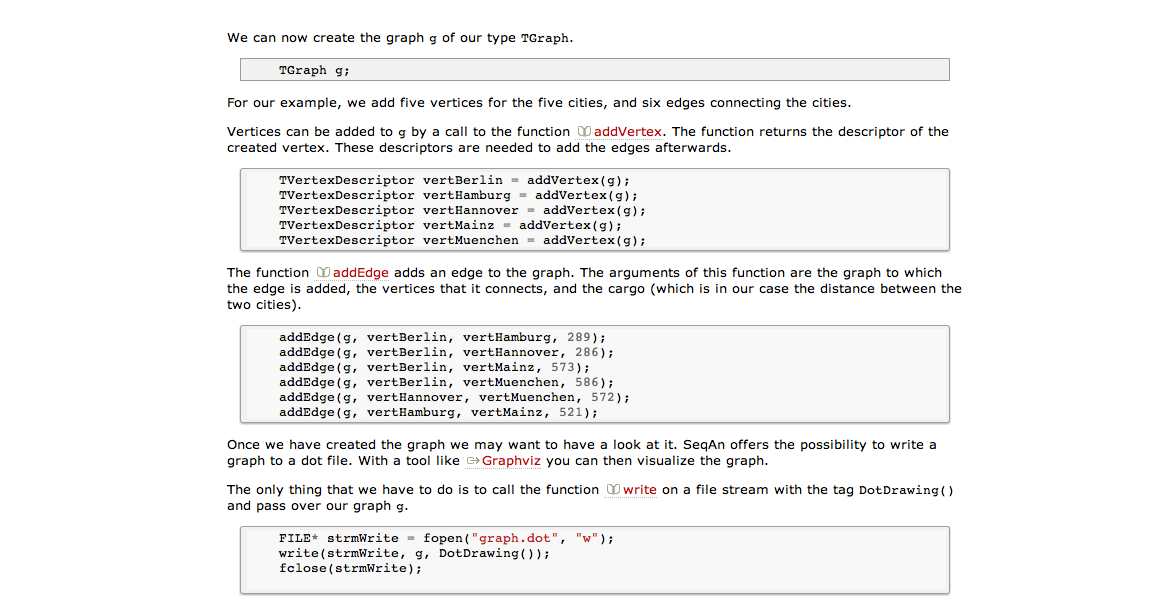 We can now create the graph g of our type TGraph.
TGraph g;
For our example, we add five vertices for the five cities, and six edges connecting the cities.
Vertices can be added to g by a call to the function addVertex. The function returns the descriptor of the
created vertex. These descriptors are needed to add the edges afterwards.
TVertexDescriptor vertBerlin = addVertex(g);
TVertexDescriptor vertHamburg = addVertex(g);
TVertexDescriptor vertHannover = addVertex(g);
TVertexDescriptor vertMainz = addVertex(g);
TVertexDescriptor vertMuenchen = addVertex(g);
The function addEdge adds an edge to the graph. The arguments of this function are the graph to which
the edge is added, the vertices that it connects, and the cargo (which is in our case the distance between the
two cities).
addEdge(g, vertBerlin, vertHamburg, 289);
addEdge(g, vertBerlin, vertHannover, 286);
addEdge(g, vertBerlin, vertMainz, 573);
addEdge(g, vertBerlin, vertMuenchen, 586);
addEdge(g, vertHannover, vertMuenchen, 572);
addEdge(g, vertHamburg, vertMainz, 521);
Once we have created the graph we may want to have a look at it. SeqAn offers the possibility to write a
graph to a dot file. With a tool like Graphviz you can then visualize the graph.
The only thing that we have to do is to call the function write on a file stream with the tag DotDrawing()
and pass over our graph g.
FILE* strmWrite = fopen("graph.dot", "w");
write(strmWrite, g, DotDrawing());
fclose(strmWrite);